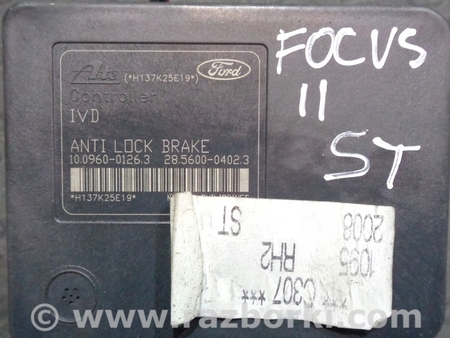 Ate (*H137K25E19*) Ford
Controller
IVD
ANTI LOCK BRAKE
10.0960-0126.3 28.5600-0402.3
*H137K25E19*
FOCUS
II
ST
*** C307 ***
RH2
1095
2008
ST
© www.razborki.com